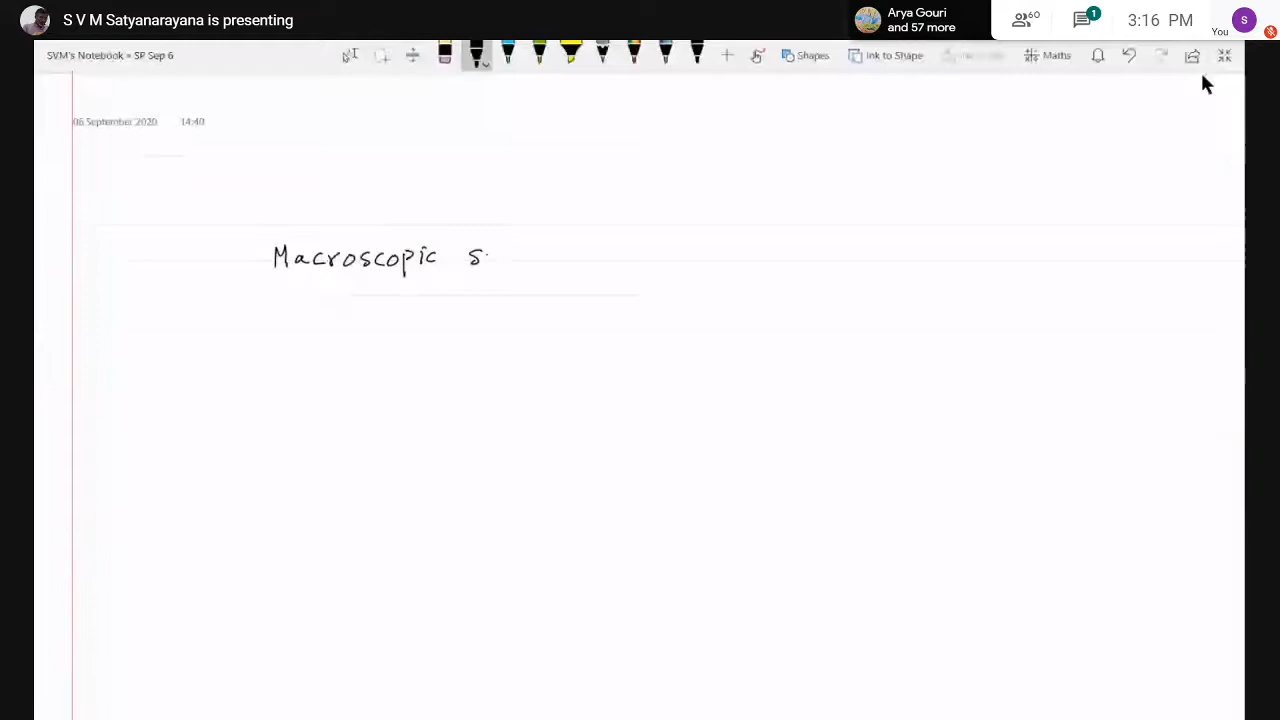 S V M Satyanarayana is presenting
Arya Gouri
and 57 more
60
1
3:16 PM
S
You
SVM's Notebook » SP Sep 6
Shapes
Ink to Shape
Maths
06 September 2020 14:40
Macroscopic s